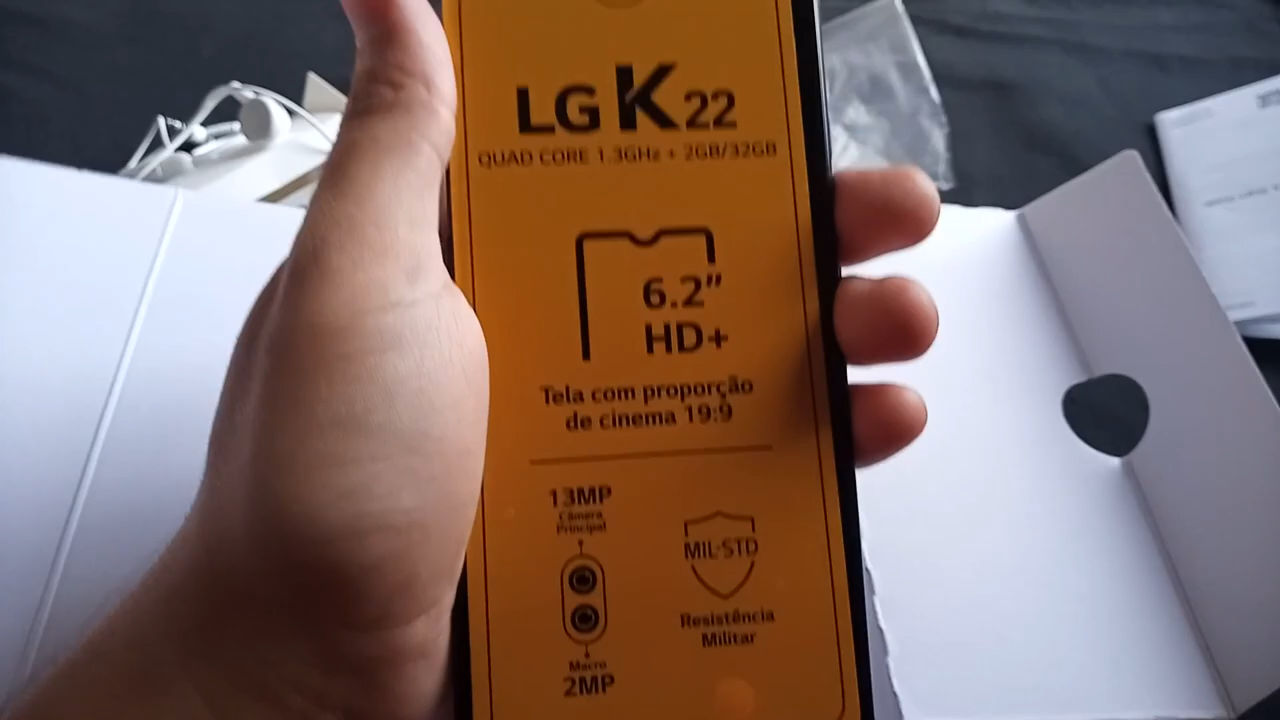 LG K22
QUAD CORE 1.3GHz + 2GB/32GB
6.2”
HD+
Tela com proporção
de cinema 19:9
13MP
Câmera
Principal
MIL-STD
Resistência
Militar
Macro
2MP